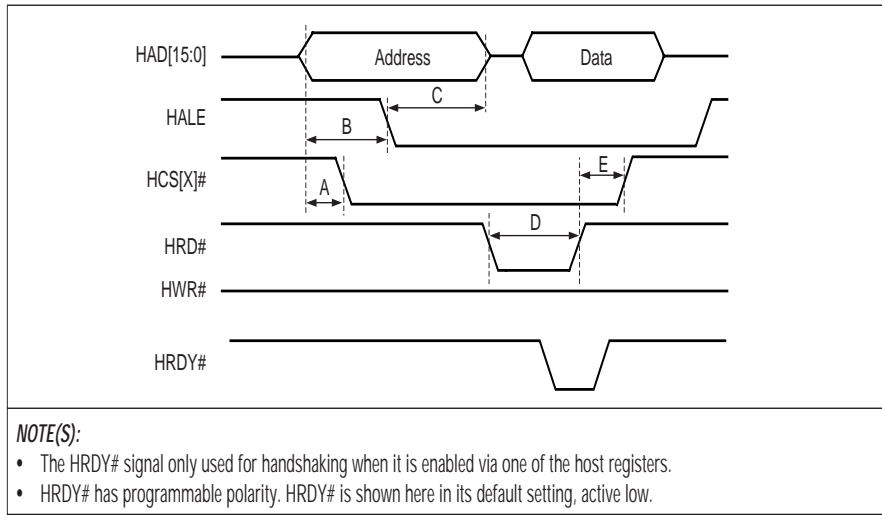 HAD[15:0]
Address
Data
C
HALE
B
E
HCS[X]#
A
D
HRD#
HWR#
HRDY#
NOTE(S):
• The HRDY# signal only used for handshaking when it is enabled via one of the host registers.
• HRDY# has programmable polarity. HRDY# is shown here in its default setting, active low.